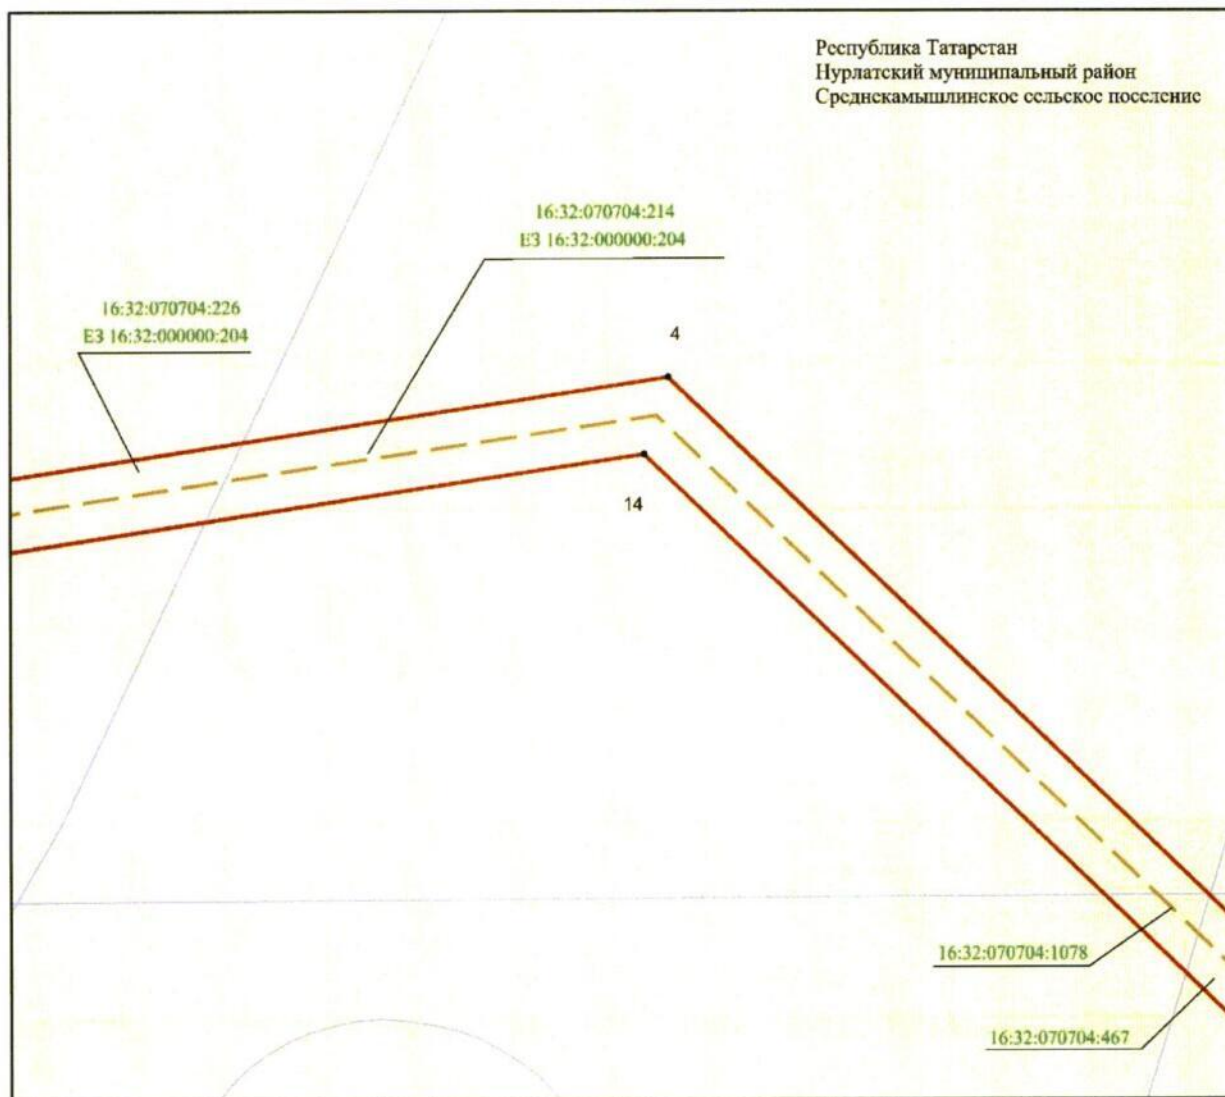 Республика Татарстан
Нурлатский муниципальный район
Среднекамышлинское сельское поселение
16:32:070704:214
ЕЗ 16:32:000000:204
16:32:070704:226
ЕЗ 16:32:000000:204
4
14
16:32:070704:1078
16:32:070704:467